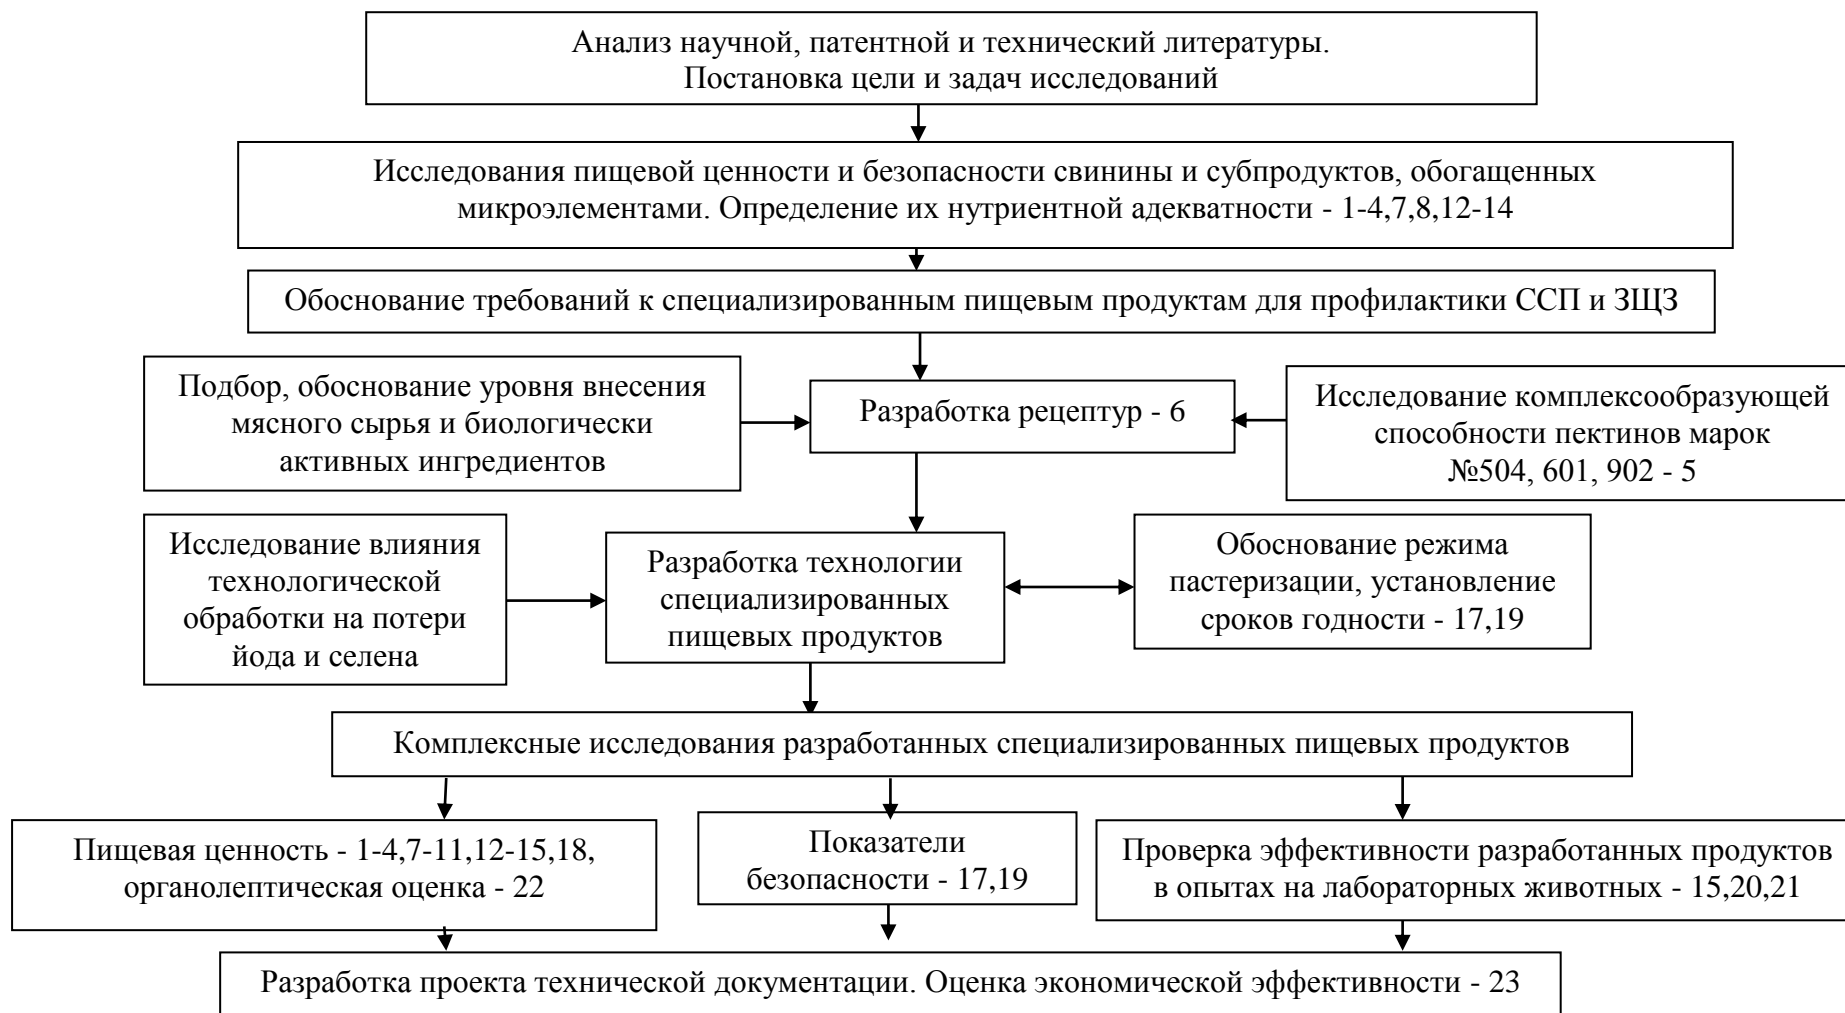 Анализ научной, патентной и технический литературы.
Постановка цели и задач исследований
Исследования пищевой ценности и безопасности свинины и субпродуктов, обогащенных
микроэлементами. Определение их нутриентной адекватности - 1-4,7,8,12-14
Обоснование требований к специализированным пищевым продуктам для профилактики ССП и ЗЩЗ
Подбор, обоснование уровня внесения
мясного сырья и биологически
активных ингредиентов
Разработка рецептур - 6
Исследование комплексообразующей
способности пектинов марок
№504, 601, 902 - 5
Исследование влияния
технологической
обработки на потери
йода и селена
Разработка технологии
специализированных
пищевых продуктов
Обоснование режима
пастеризации, установление
сроков годности - 17,19
Комплексные исследования разработанных специализированных пищевых продуктов
Пищевая ценность - 1-4,7-11,12-15,18,
органолептическая оценка - 22
Показатели
безопасности - 17,19
Проверка эффективности разработанных продуктов
в опытах на лабораторных животных - 15,20,21
Разработка проекта технической документации. Оценка экономической эффективности - 23